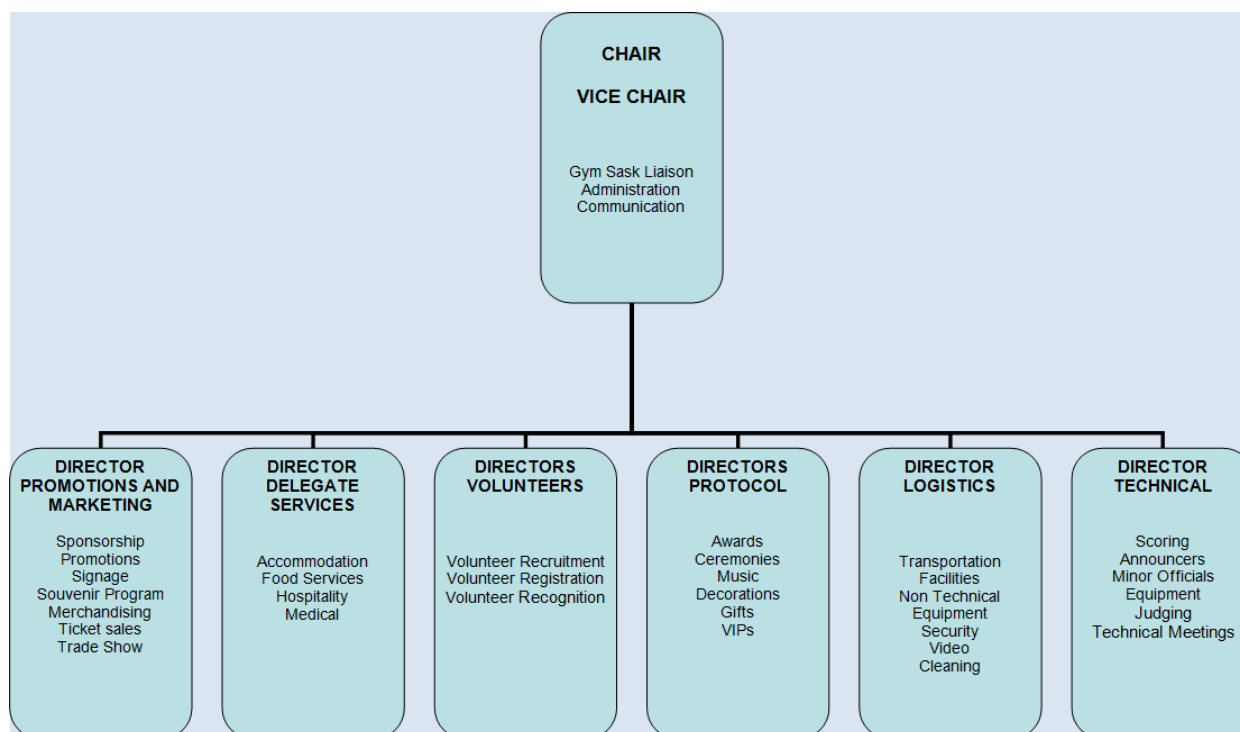 CHAIR
VICE CHAIR
Gym Sask Liaison
Administration
Communication
DIRECTOR
PROMOTIONS AND
MARKETING
Sponsorship
Promotions
Signage
Souvenir Program
Merchandising
Ticket sales
Trade Show
DIRECTOR
DELEGATE
SERVICES
Accommodation
Food Services
Hospitality
Medical
DIRECTORS
VOLUNTEERS
Volunteer Recruitment
Volunteer Registration
Volunteer Recognition
DIRECTORS
PROTOCOL
Awards
Ceremonies
Music
Decorations
Gifts
VIPs
DIRECTOR
LOGISTICS
Transportation
Facilities
Non Technical
Equipment
Security
Video
Cleaning
DIRECTOR
TECHNICAL
Scoring
Announcers
Minor Officials
Equipment
Judging
Technical Meetings